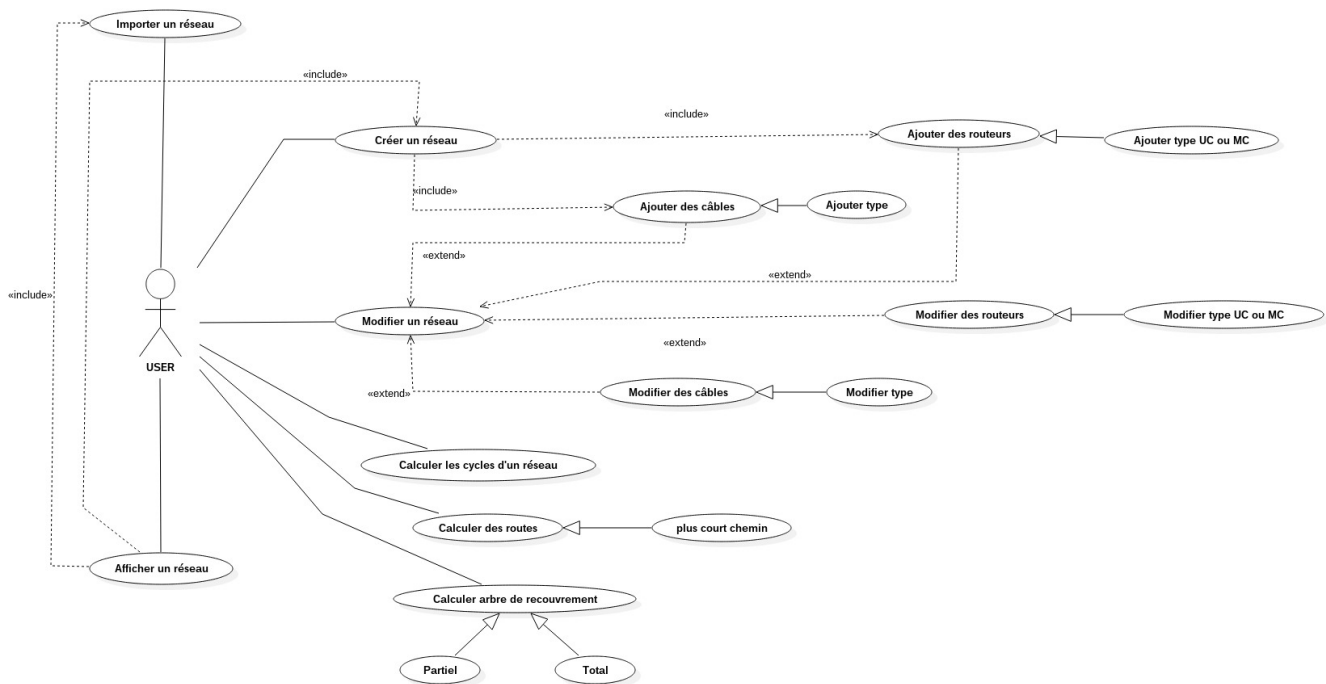 Importer un réseau
«include»
Créer un réseau
«include»
Ajouter des routeurs
Ajouter type UC ou MC
«include»
Ajouter des câbles
Ajouter type
«extend»
«extend»
«include»
Modifier un réseau
Modifier des routeurs
Modifier type UC ou MC
«extend»
USER
«extend»
Modifier des câbles
Modifier type
Calculer les cycles d'un réseau
Calculer des routes
plus court chemin
Afficher un réseau
Calculer arbre de recouvrement
Partiel
Total